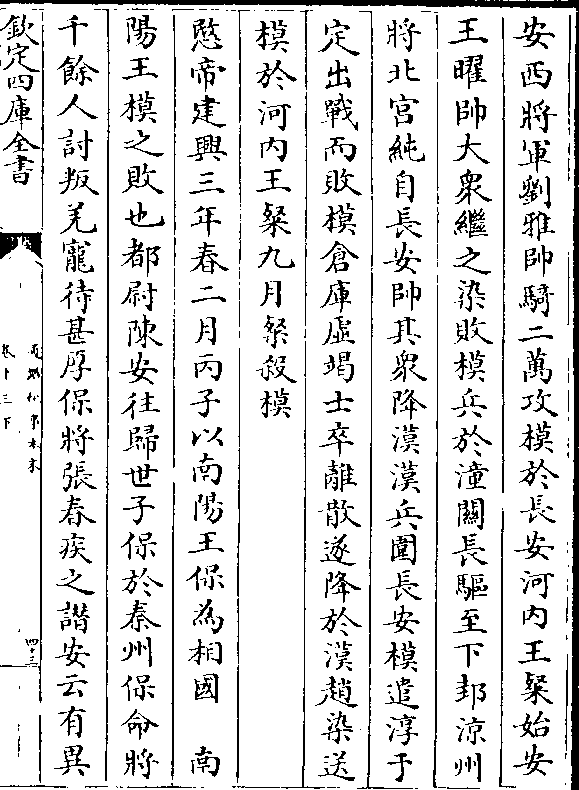 安西將軍劉雅帥騎二萬攻模於長安河内王粲始安
王曜帥大衆繼之染敗模兵於潼關長驅至下邽涼州
將北宮純自長安帥其衆降漢漢兵圍長安模遣淳于
定出戰而敗模倉庫虛竭士卒離散遂降於漢趙染送
模於河内王粲九月粲殺模
愍帝建興三年春二月丙子以南陽王保為相國 南
陽王模之敗也都尉陳安往歸世子保於秦州保命將
千餘人討叛羌寵待甚厚保將張春疾之譖安云有異
欽定四庫全書
卷十三下
四十三